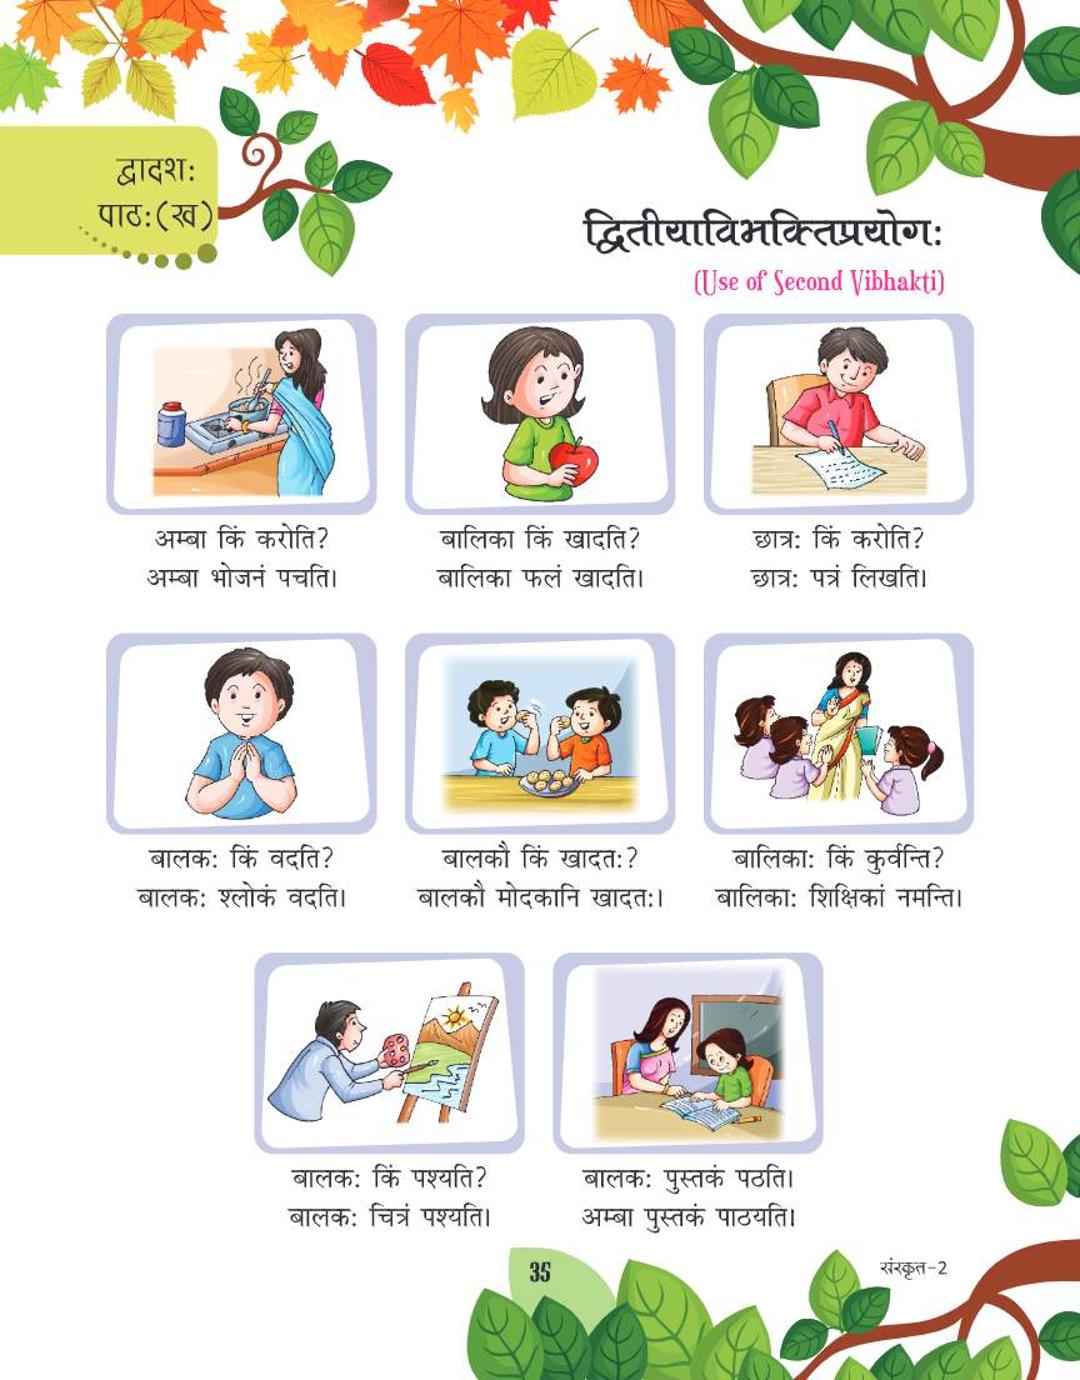 द्वादश:
पाठ:(ख)
द्वितीयाविभक्तिप्रयोग:
(Use of Second Vibhakti)
अम्बा किं करोति?
अम्बा भोजनं पचति।
बालिका किं खादति?
बालिका फलं खादति।
छात्र: किं करोति?
छात्र: पत्रं लिखति।
बालक: किं वदति?
बालक: श्लोकं वदति।
बालकौ किं खादत:?
बालकौ मोदकानि खादत:।
बालिका: किं कुर्वन्ति?
बालिका: शिक्षिकां नमन्ति।
बालक: किं पश्यति?
बालक: चित्रं पश्यति।
बालक: पुस्तकं पठति।
अम्बा पुस्तकं पाठयति।
35
संस्कृत-2